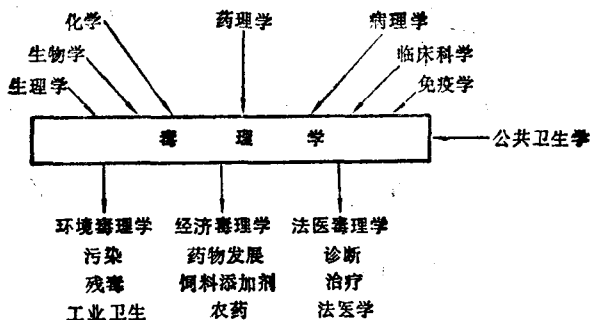 化学 药理学 病理学
生物学 临床科学
生理学 免疫学
毒理学 公共卫生学
环境毒理学 经济毒理学 法医毒理学
污染 药物发展 诊断
残毒 饲料添加剂 治疗
工业卫生 农药 法医学